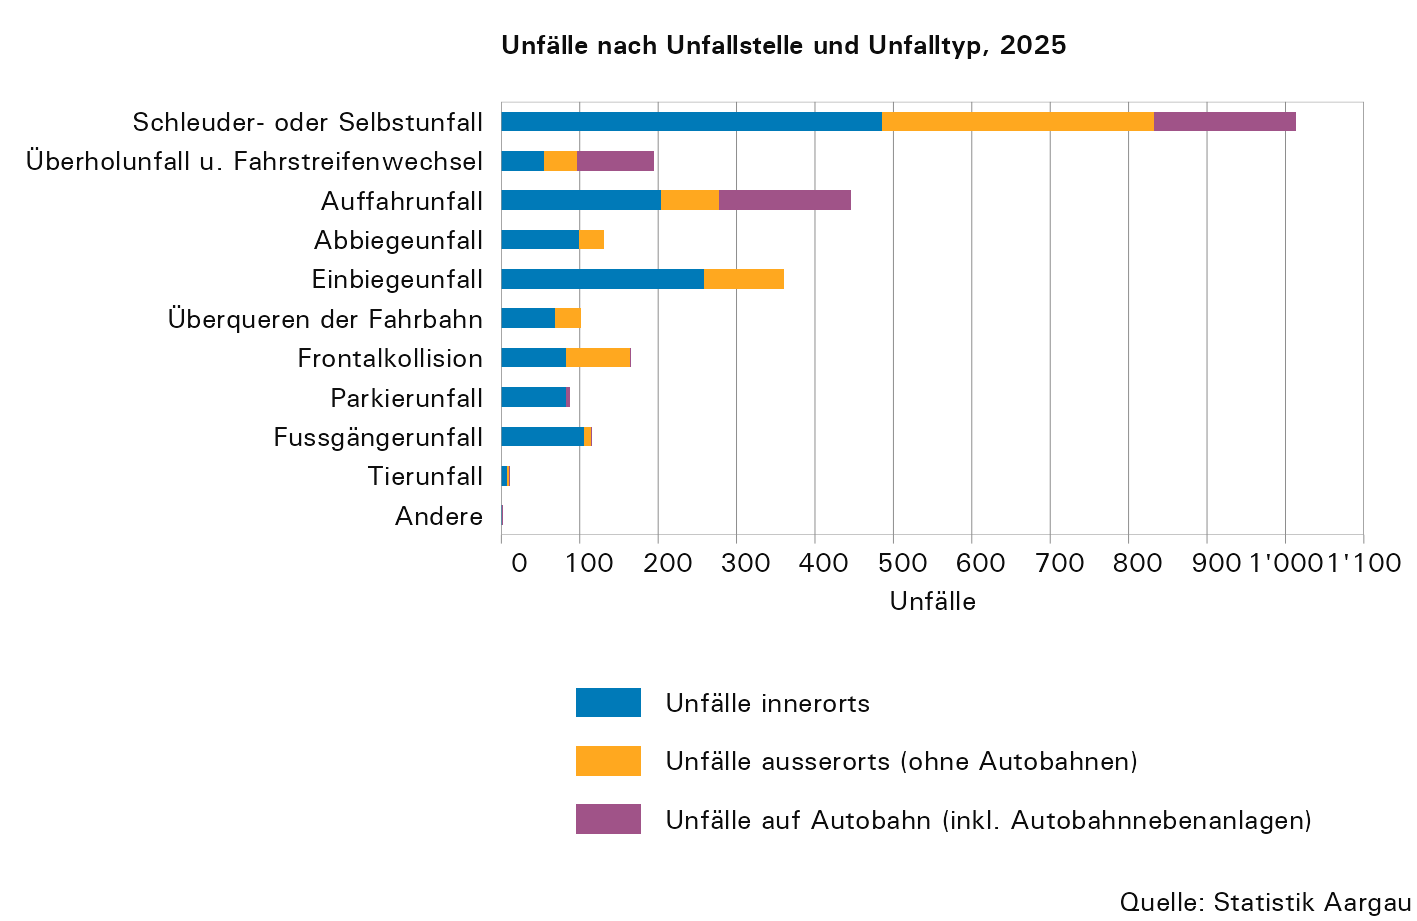 Unfälle nach Unfallstelle und Unfalltyp, 2025
Schleuder- oder Selbstunfall
Überholunfall u. Fahrstreifenwechsel
Auffahrunfall
Abbiegeunfall
Einbiegeunfall
Überqueren der Fahrbahn
Frontalkollision
Parkierunfall
Fussgängerunfall
Tierunfall
Andere
0 100 200 300 400 500 600 700 800 900 1'000 1'100
Unfälle
Unfälle innerorts
Unfälle ausserorts (ohne Autobahnen)
Unfälle auf Autobahn (inkl. Autobahnnebenanlagen)
Quelle: Statistik Aargau